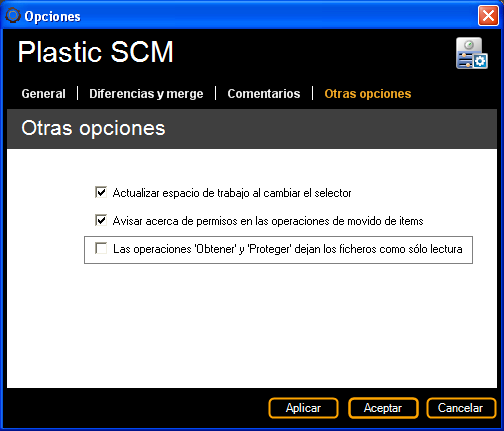 Opciones
Plastic SCM
General | Diferencias y merge | Comentarios | Otras opciones
Otras opciones
Actualizar espacio de trabajo al cambiar el selector
Avisar acerca de permisos en las operaciones de movido de items
Las operaciones 'Obtener' y 'Proteger' dejan los ficheros como sólo lectura
Aplicar Aceptar Cancelar